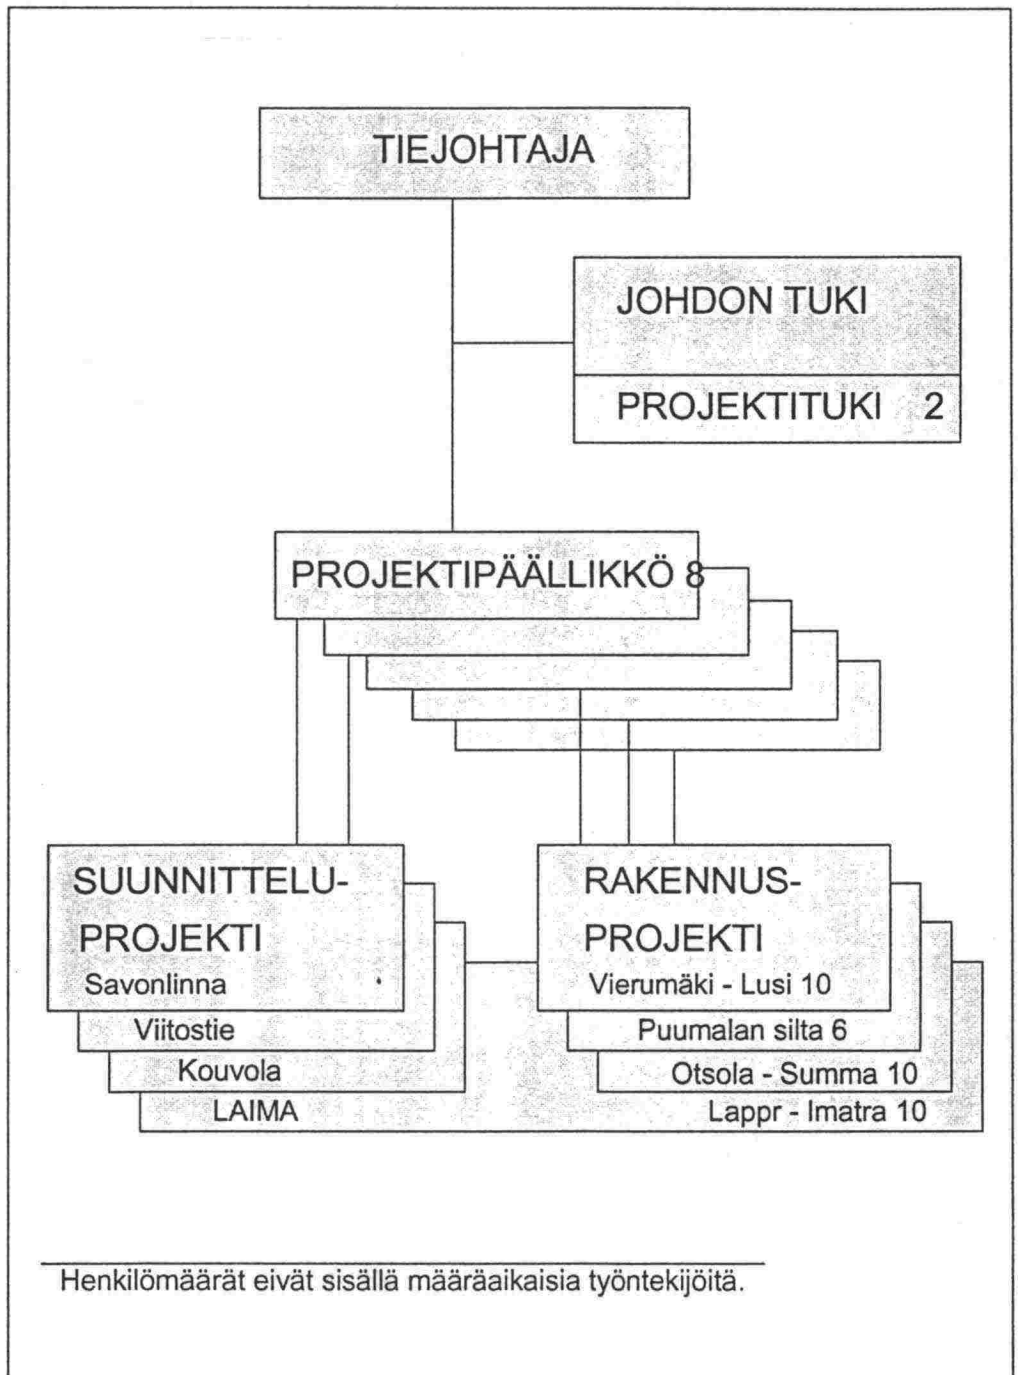 TIEJOHTAJA
JOHDON TUKI
PROJEKTITUKI 2
PROJEKTIPÄÄLLIKKÖ 8
SUUNNITTELU-
PROJEKTI
Savonlinna
Viitostie
Kouvola
LAIMA
RAKENNUS-
PROJEKTI
Vierumäki - Lusi 10
Puumalan silta 6
Otsola - Summa 10
Lappr - Imatra 10
Henkilömäärät eivät sisällä määräaikaisia työntekijöitä.